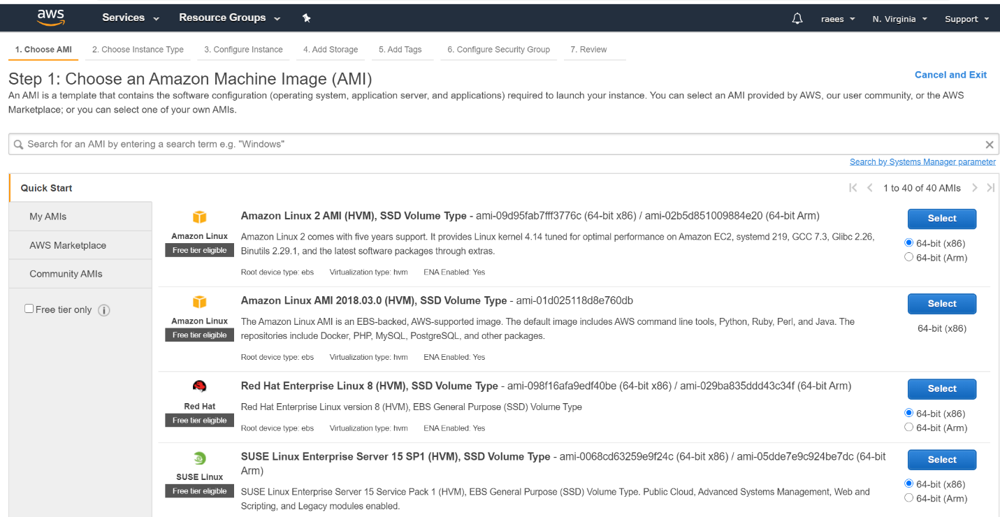 aws
Services
Resource Groups
raees
N. Virginia
Support
1. Choose AMI
2. Choose Instance Type
3. Configure Instance
4. Add Storage
5. Add Tags
6. Configure Security Group
7. Review
Step 1: Choose an Amazon Machine Image (AMI)
Cancel and Exit
An AMI is a template that contains the software configuration (operating system, application server, and applications) required to launch your instance. You can select an AMI provided by AWS, our user community, or the AWS
Marketplace; or you can select one of your own AMIs.
Search for an AMI by entering a search term e.g. "Windows"
Search by Systems Manager parameter
Quick Start
1 to 40 of 40 AMIs
My AMIs
AWS Marketplace
Community AMIs
Free tier only
Amazon Linux
Free tier eligible
Amazon Linux 2 AMI (HVM), SSD Volume Type - ami-09d95fab7fff3776c (64-bit x86) / ami-02b5d851009884e20 (64-bit Arm)
Amazon Linux 2 comes with five years support. It provides Linux kernel 4.14 tuned for optimal performance on Amazon EC2, systemd 219, GCC 7.3, Glibc 2.26,
Binutils 2.29.1, and the latest software packages through extras.
Root device type: ebs Virtualization type: hvm ENA Enabled: Yes
Select
64-bit (x86)
64-bit (Arm)
Amazon Linux
Free tier eligible
Amazon Linux AMI 2018.03.0 (HVM), SSD Volume Type - ami-01d025118d8e760db
The Amazon Linux AMI is an EBS-backed, AWS-supported image. The default image includes AWS command line tools, Python, Ruby, Perl, and Java. The
repositories include Docker, PHP, MySQL, PostgreSQL, and other packages.
Root device type: ebs Virtualization type: hvm ENA Enabled: Yes
Select
64-bit (x86)
Red Hat
Free tier eligible
Red Hat Enterprise Linux 8 (HVM), SSD Volume Type - ami-098f16afa9edf40be (64-bit x86) / ami-029ba835ddd43c34f (64-bit Arm)
Red Hat Enterprise Linux version 8 (HVM), EBS General Purpose (SSD) Volume Type
Root device type: ebs Virtualization type: hvm ENA Enabled: Yes
Select
64-bit (x86)
64-bit (Arm)
SUSE Linux
Free tier eligible
SUSE Linux Enterprise Server 15 SP1 (HVM), SSD Volume Type - ami-0068cd63259e9f24c (64-bit x86) / ami-05dde7e9c924be7dc (64-bit
Arm)
SUSE Linux Enterprise Server 15 Service Pack 1 (HVM), EBS General Purpose (SSD) Volume Type. Public Cloud, Advanced Systems Management, Web and
Scripting, and Legacy modules enabled.
Select
64-bit (x86)
64-bit (Arm)